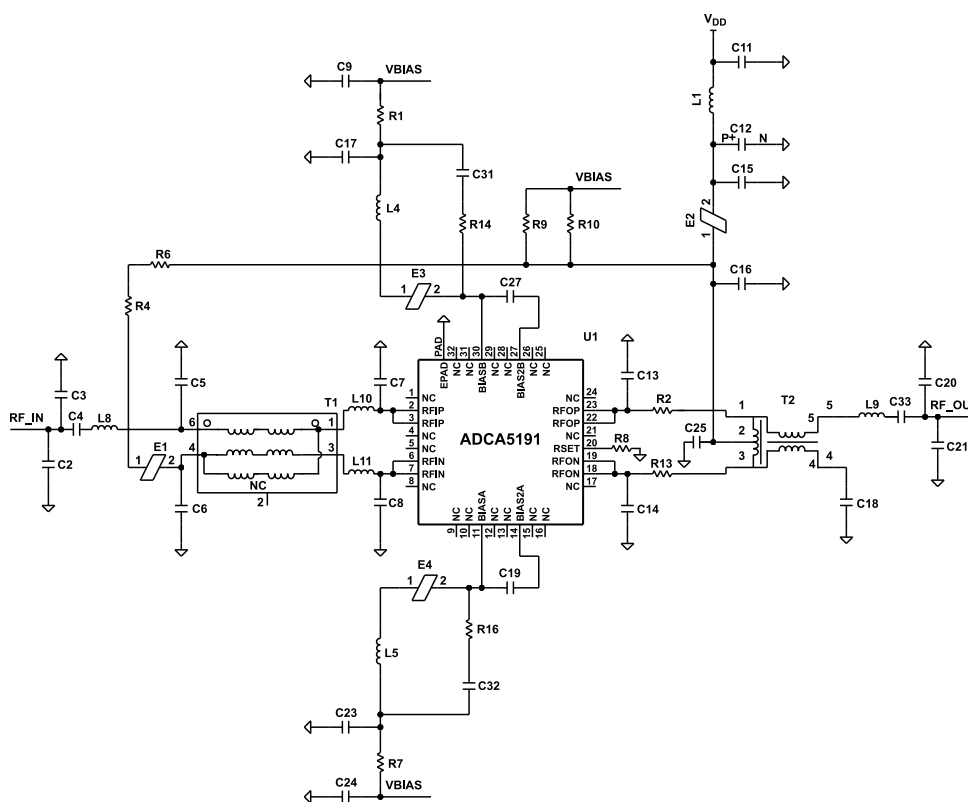 VDD
C11
C9
VBIAS
L1
R1
P+
C12
N
C17
C31
VBIAS
C15
2
E2
1
L4
R14
R9
R10
R6
C16
E3
1
2
C27
R4
PAD
U1
32
31
30
29
28
27
26
25
EPAD
NC
NC
BIASB
NC
NC
BIAS2B
NC
NC
C3
C5
C7
C13
C20
C4
L8
RF_IN
T1
L10
1
NC
24
NC
R2
T2
L9
C33
RF_OU
6
1
2
RFIP
23
RFOP
1
5
5
3
RFIP
22
RFOP
4
NC
ADCA5191
21
NC
C25
2
C2
E1
1
2
4
3
L11
5
NC
20
RSET
R8
3
C21
6
RFIN
19
RFON
7
RFIN
18
RFON
R13
4
4
8
NC
17
NC
NC
2
C6
C8
C14
C18
NC
NC
BIASA
NC
NC
BIAS2A
NC
NC
9
10
11
12
13
14
15
16
E4
1
2
C19
R16
L5
C32
C23
R7
C24
VBIAS